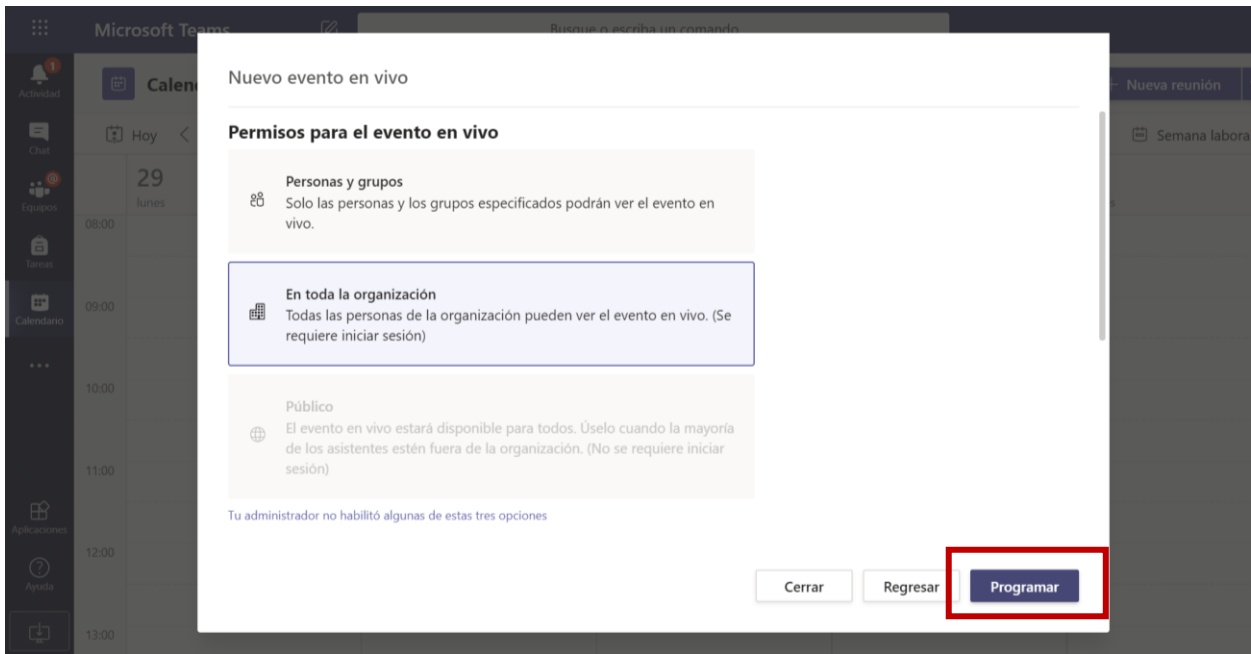 Microsoft Teams
Busque o escriba un comando
Actividad
Chat
Equipos
Tareas
Calendario
Aplicaciones
Ayuda
1
Calen
Nueva reunión
Hoy
Semana labora
29
lunes
08:00
09:00
10:00
11:00
12:00
13:00
Nuevo evento en vivo
Permisos para el evento en vivo
Personas y grupos
Solo las personas y los grupos especificados podrán ver el evento en
vivo.
En toda la organización
Todas las personas de la organización pueden ver el evento en vivo. (Se
requiere iniciar sesión)
Público
El evento en vivo estará disponible para todos. Úselo cuando la mayoría
de los asistentes estén fuera de la organización. (No se requiere iniciar
sesión)
Tu administrador no habilitó algunas de estas tres opciones
Cerrar
Regresar
Programar